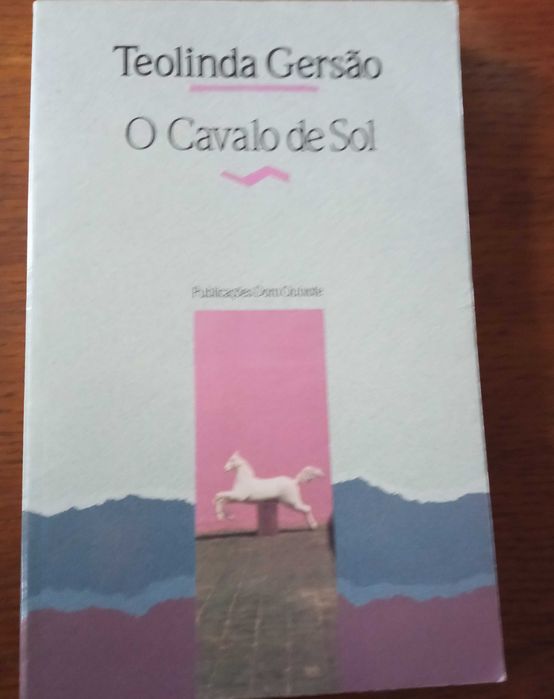 Teolinda Gersão
O Cavalo de Sol
Publicações Dom Quixote